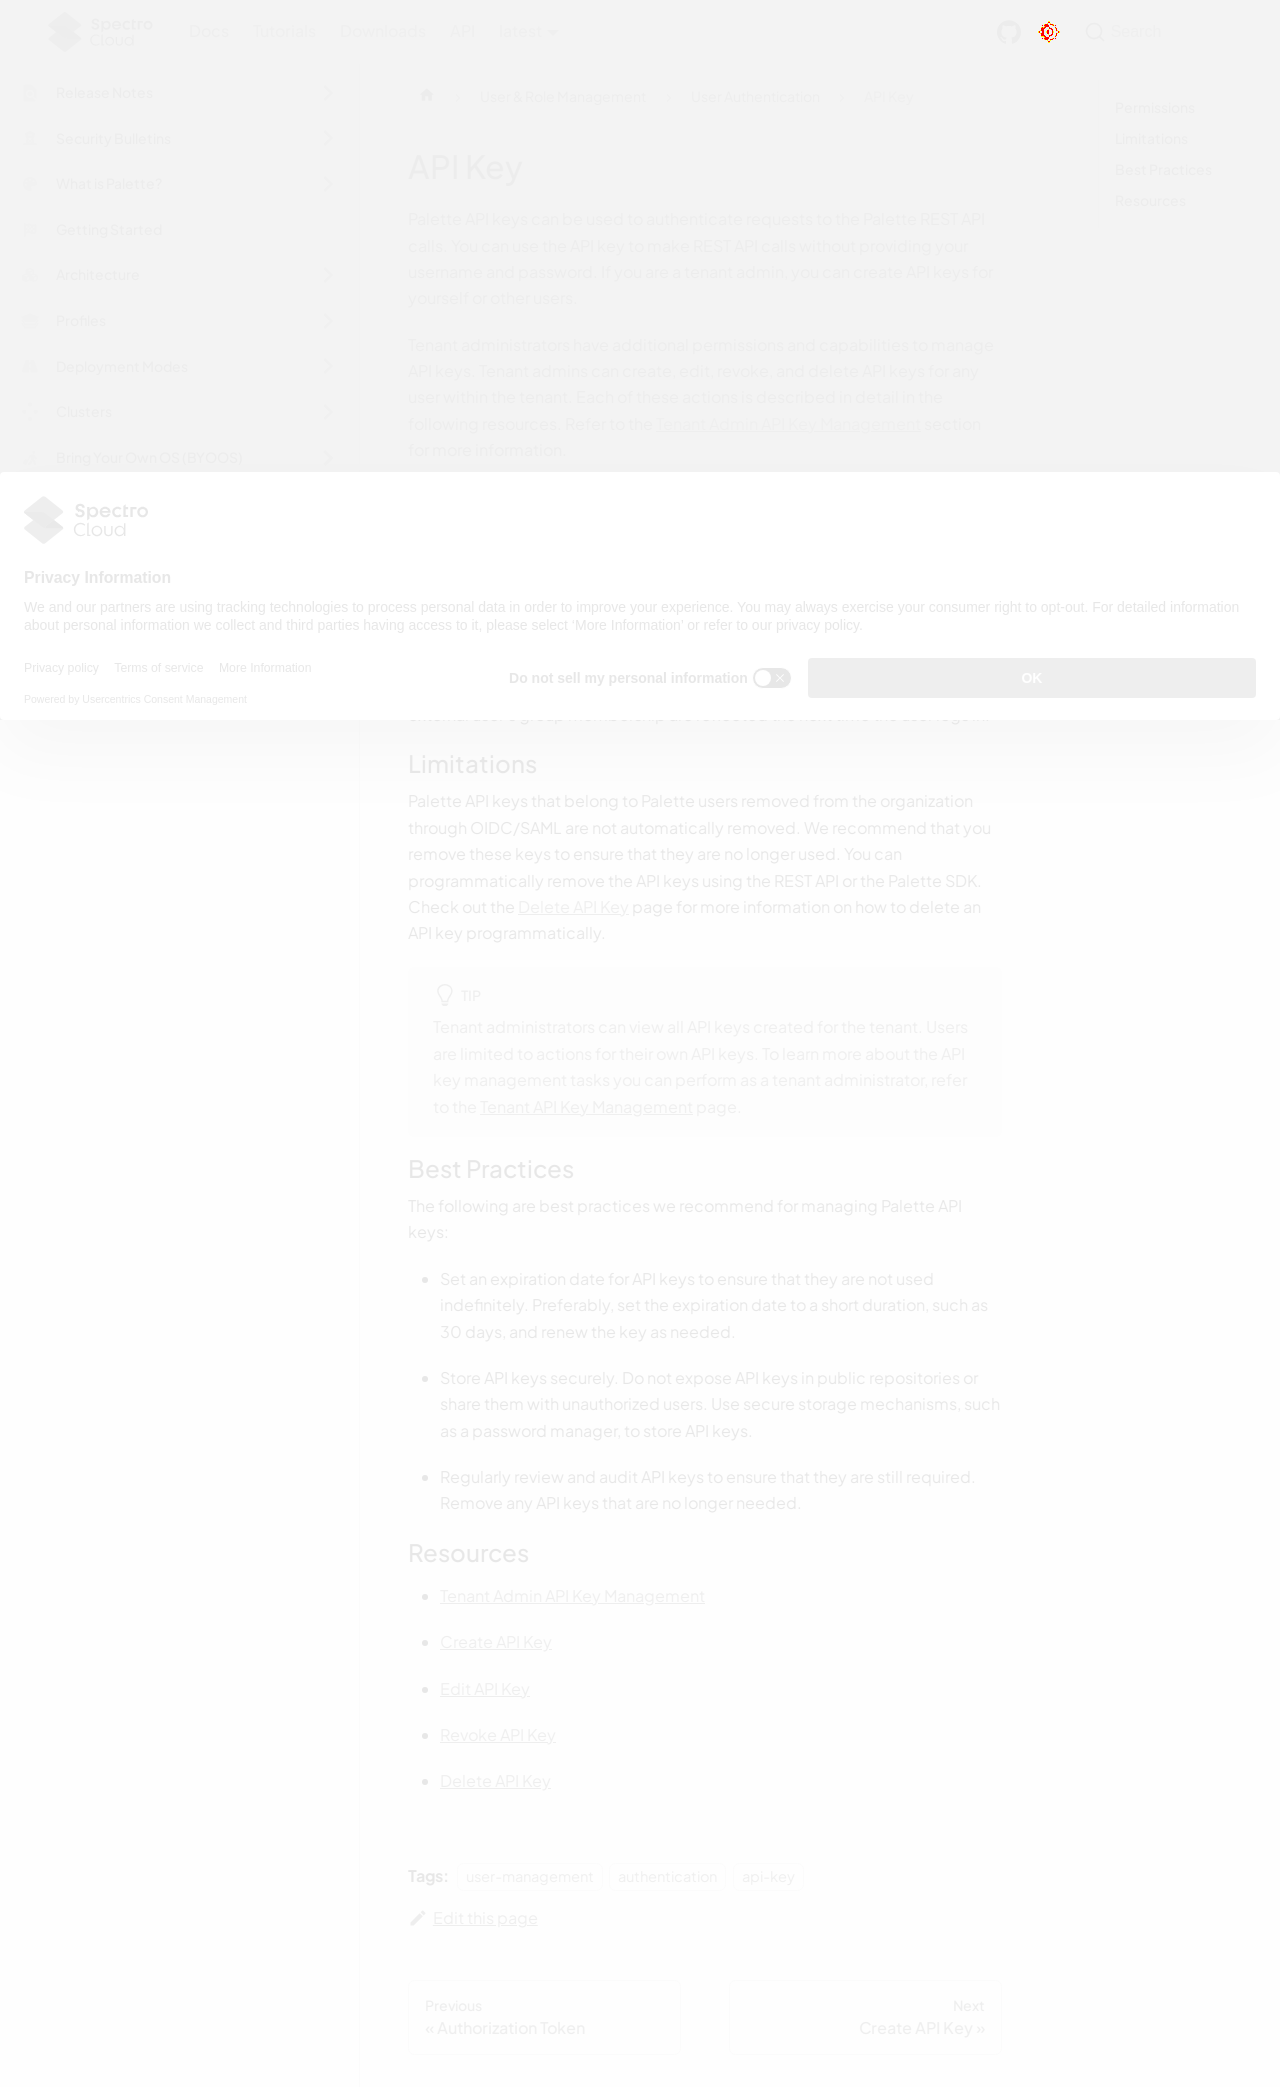 Spectro
Cloud
Docs Tutorials Downloads API latest
Search
Release Notes
Security Bulletins
What is Palette?
Getting Started
Architecture
Profiles
Deployment Modes
Clusters
Bring Your Own OS (BYOOS)
User & Role Management User Authentication API Key
API Key
Palette API keys can be used to authenticate requests to the Palette REST API
calls. You can use the API key to make REST API calls without providing your
username and password. If you are a tenant admin, you can create API keys for
yourself or other users.
Tenant administrators have additional permissions and capabilities to manage
API keys. Tenant admins can create, edit, revoke, and delete API keys for any
user within the tenant. Each of these actions is described in detail in the
following resources. Refer to the Tenant Admin API Key Management section
for more information.
Permissions
Limitations
Best Practices
Resources
Spectro
Cloud
Privacy Information
We and our partners are using tracking technologies to process personal data in order to improve your experience. You may always exercise your consumer right to opt-out. For detailed information
about personal information we collect and third parties having access to it, please select 'More Information' or refer to our privacy policy.
Privacy policy Terms of service More Information
Powered by Usercentrics Consent Management
Do not sell my personal information
OK
Limitations
Palette API keys that belong to Palette users removed from the organization
through OIDC/SAML are not automatically removed. We recommend that you
remove these keys to ensure that they are no longer used. You can
programmatically remove the API keys using the REST API or the Palette SDK.
Check out the Delete API Key page for more information on how to delete an
API key programmatically.
TIP
Tenant administrators can view all API keys created for the tenant. Users
are limited to actions for their own API keys. To learn more about the API
key management tasks you can perform as a tenant administrator, refer
to the Tenant API Key Management page.
Best Practices
The following are best practices we recommend for managing Palette API
keys:
Set an expiration date for API keys to ensure that they are not used
indefinitely. Preferably, set the expiration date to a short duration, such as
30 days, and renew the key as needed.
Store API keys securely. Do not expose API keys in public repositories or
share them with unauthorized users. Use secure storage mechanisms, such
as a password manager, to store API keys.
Regularly review and audit API keys to ensure that they are still required.
Remove any API keys that are no longer needed.
Resources
Tenant Admin API Key Management
Create API Key
Edit API Key
Revoke API Key
Delete API Key
Tags: user-management authentication api-key
Edit this page
Previous
« Authorization Token
Next
Create API Key »